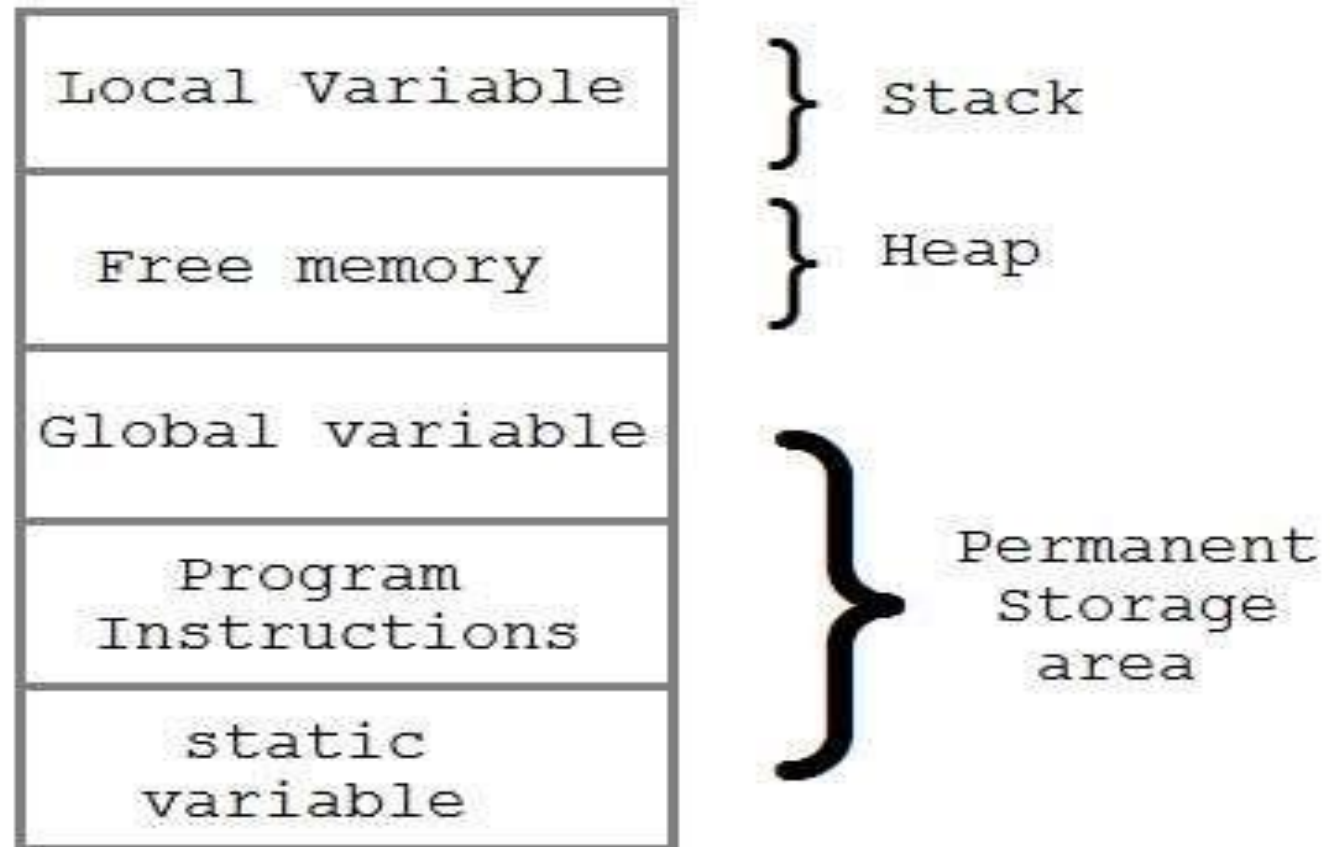 Local Variable
Stack
Free memory
Heap
Global variable
Program
Instructions
Permanent
Storage
area
static
variable